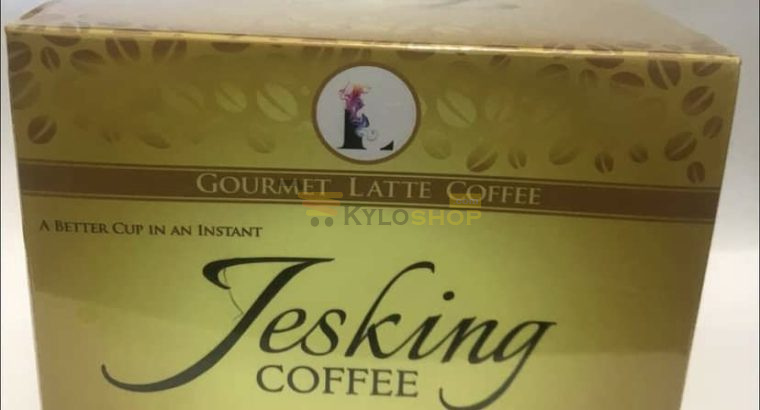 L
GOURMET LATTE COFFEE
KYLOSHOP
A BETTER CUP IN AN INSTANT
Jesking
COFFEE